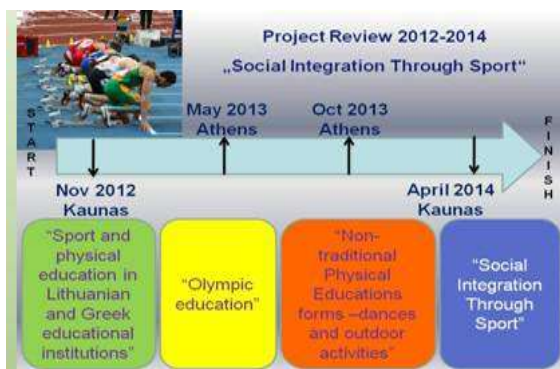 Project Review 2012-2014
„Social Integration Through Sport“
START
May 2013
Athens
Oct 2013
Athens
FINISH
Nov 2012
Kaunas
April 2014
Kaunas
“Sport and
physical
education in
Lithuanian
and Greek
educational
institutions”
“Olympic
education”
“Non-
traditional
Physical
Educations
forms –dances
and outdoor
activities”
“Social
Integration
Through
Sport”